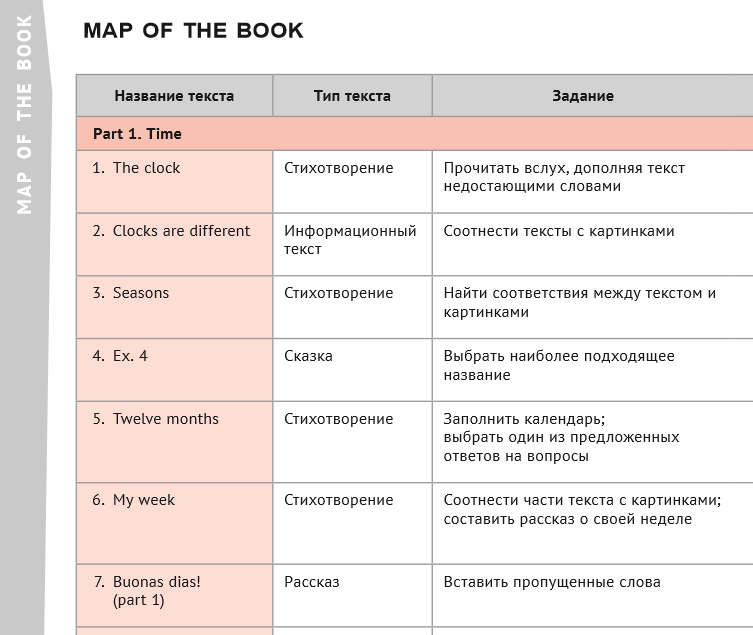 MAP OF THE BOOK
MAP OF THE BOOK
Название текста
Тип текста
Задание
Part 1. Time
1. The clock
Стихотворение
Прочитать вслух, дополняя текст
недостающими словами
2. Clocks are different
Информационный
текст
Соотнести тексты с картинками
3. Seasons
Стихотворение
Найти соответствия между текстом и
картинками
4. Ex. 4
Сказка
Выбрать наиболее подходящее
название
5. Twelve months
Стихотворение
Заполнить календарь;
выбрать один из предложенных
ответов на вопросы
6. My week
Стихотворение
Соотнести части текста с картинками;
составить рассказ о своей неделе
7. Buonas dias!
(part 1)
Рассказ
Вставить пропущенные слова